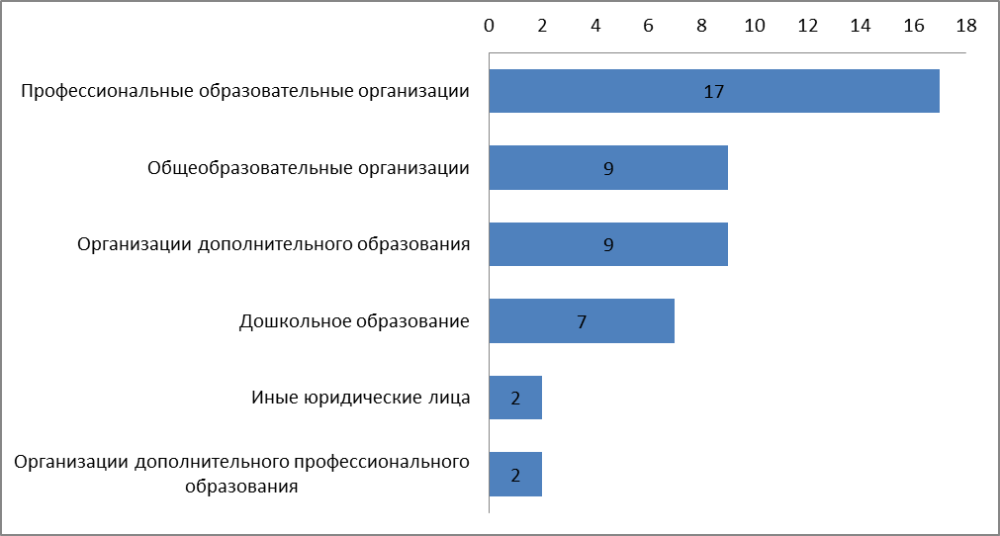 0 2 4 6 8 10 12 14 16 18
Профессиональные образовательные организации 17
Общеобразовательные организации 9
Организации дополнительного образования 9
Дошкольное образование 7
Иные юридические лица 2
Организации дополнительного профессионального
образования 2